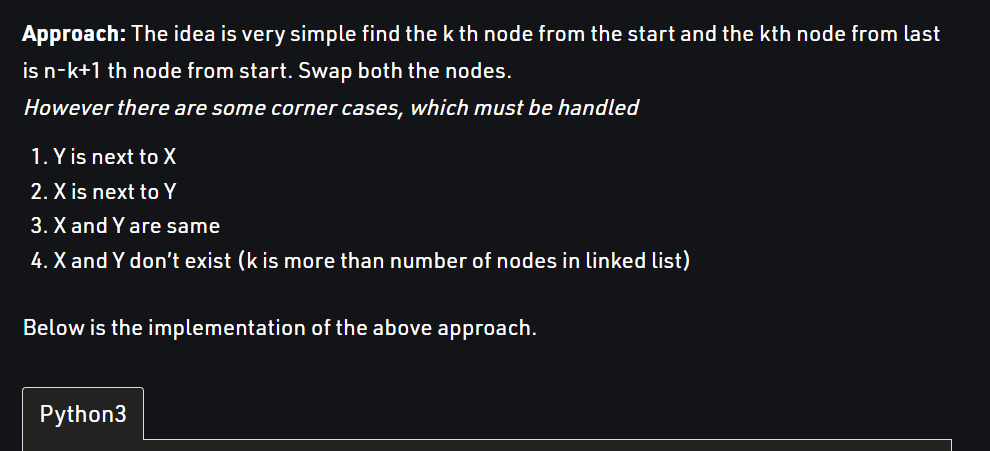 Approach: The idea is very simple find the k th node from the start and the kth node from last
is n-k+1 th node from start. Swap both the nodes.
However there are some corner cases, which must be handled
1. Y is next to X
2. X is next to Y
3. X and Y are same
4. X and Y don't exist (k is more than number of nodes in linked list)
Below is the implementation of the above approach.
Python3